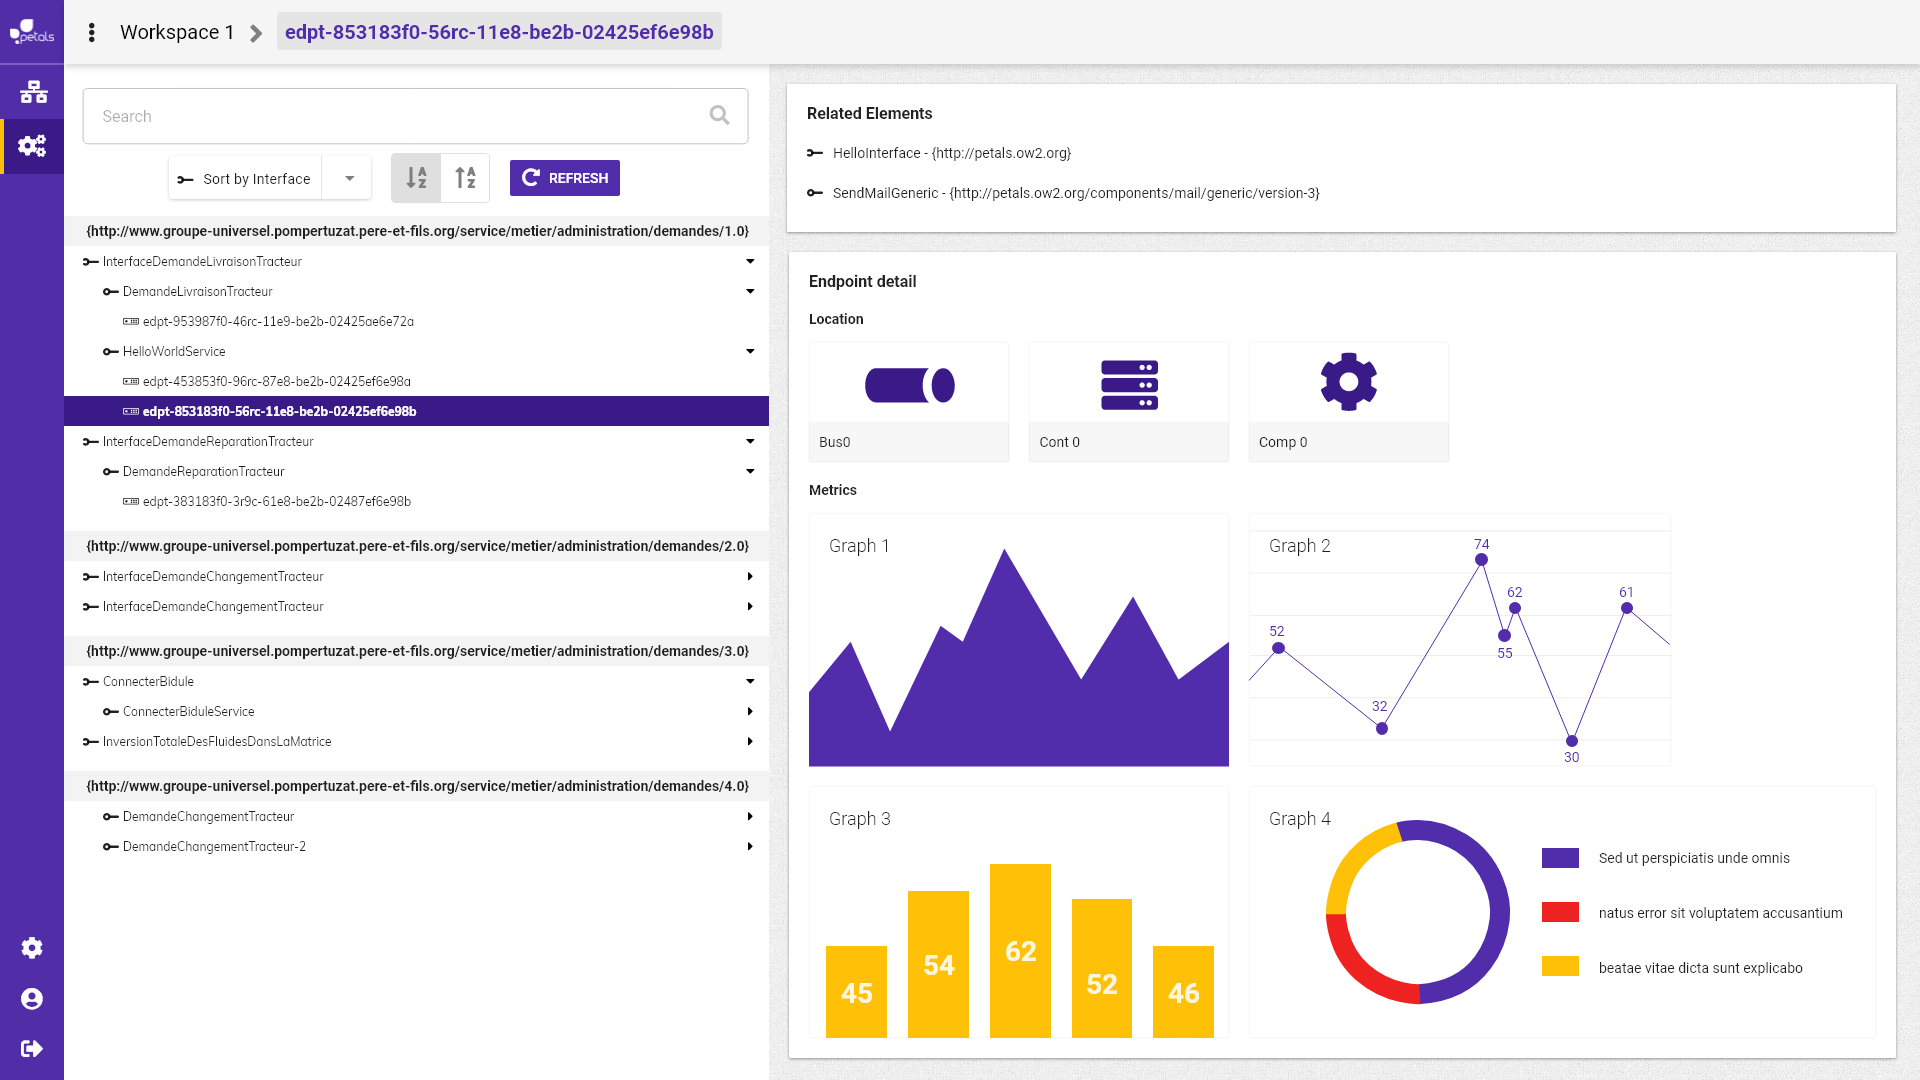 petals
Workspace 1
edpt-853183f0-56rc-11e8-be2b-02425ef6e98b
Search
Sort by Interface
A
Z
A
Z
REFRESH
{http://www.groupe-universel.pompertuzat.pere-et-fils.org/service/metier/administration/demandes/1.0}
InterfaceDemandeLivraisonTracteur
DemandeLivraisonTracteur
edpt-953987f0-46rc-11e9-be2b-02425ae6e72a
HelloWorldService
edpt-453853f0-96rc-87e8-be2b-02425ef6e98a
edpt-853183f0-56rc-11e8-be2b-02425ef6e98b
InterfaceDemandeReparationTracteur
DemandeReparationTracteur
edpt-383183f0-3r9c-61e8-be2b-02487ef6e98b
{http://www.groupe-universel.pompertuzat.pere-et-fils.org/service/metier/administration/demandes/2.0}
InterfaceDemandeChangementTracteur
InterfaceDemandeChangementTracteur
{http://www.groupe-universel.pompertuzat.pere-et-fils.org/service/metier/administration/demandes/3.0}
ConnecterBidule
ConnecterBiduleService
InversionTotaleDesFluidesDansLaMatrice
{http://www.groupe-universel.pompertuzat.pere-et-fils.org/service/metier/administration/demandes/4.0}
DemandeChangementTracteur
DemandeChangementTracteur-2
Related Elements
HelloInterface - {http://petals.ow2.org}
SendMailGeneric - {http://petals.ow2.org/components/mail/generic/version-3}
Endpoint detail
Location
Bus0
Cont 0
Comp 0
Metrics
Graph 1
Graph 2
52
32
74
55
62
30
61
Graph 3
45
54
62
52
46
Graph 4
Sed ut perspiciatis unde omnis
natus error sit voluptatem accusantium
beatae vitae dicta sunt explicabo